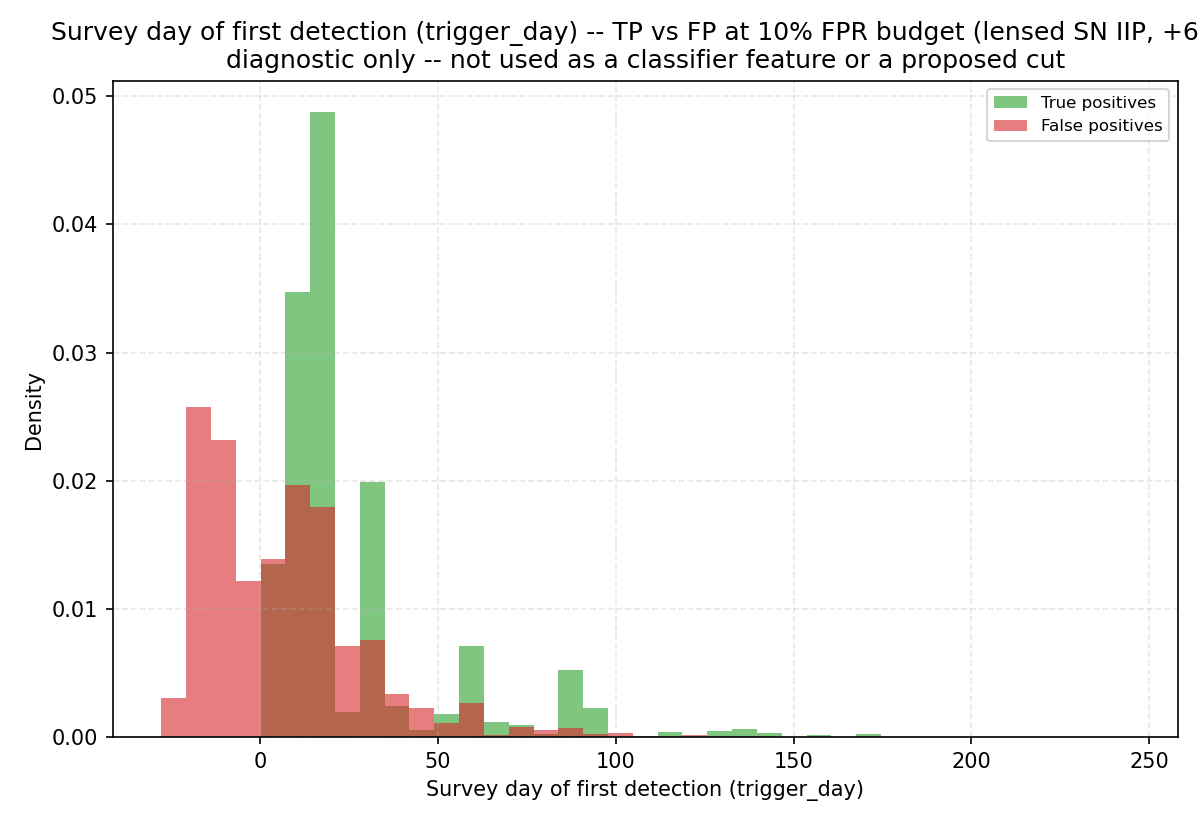 Survey day of first detection (trigger_day) -- TP vs FP at 10% FPR budget (lensed SN IIP, +6
diagnostic only -- not used as a classifier feature or a proposed cut
True positives
False positives
0.05
0.04
0.03
0.02
0.01
0.00
Density
0 50 100 150 200 250
Survey day of first detection (trigger_day)